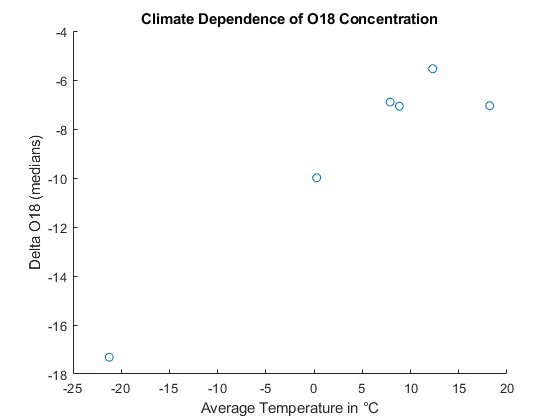 Climate Dependence of O18 Concentration
-4
-6
-8
-10
-12
-14
-16
-18
Delta O18 (medians)
-25 -20 -15 -10 -5 0 5 10 15 20
Average Temperature in °C